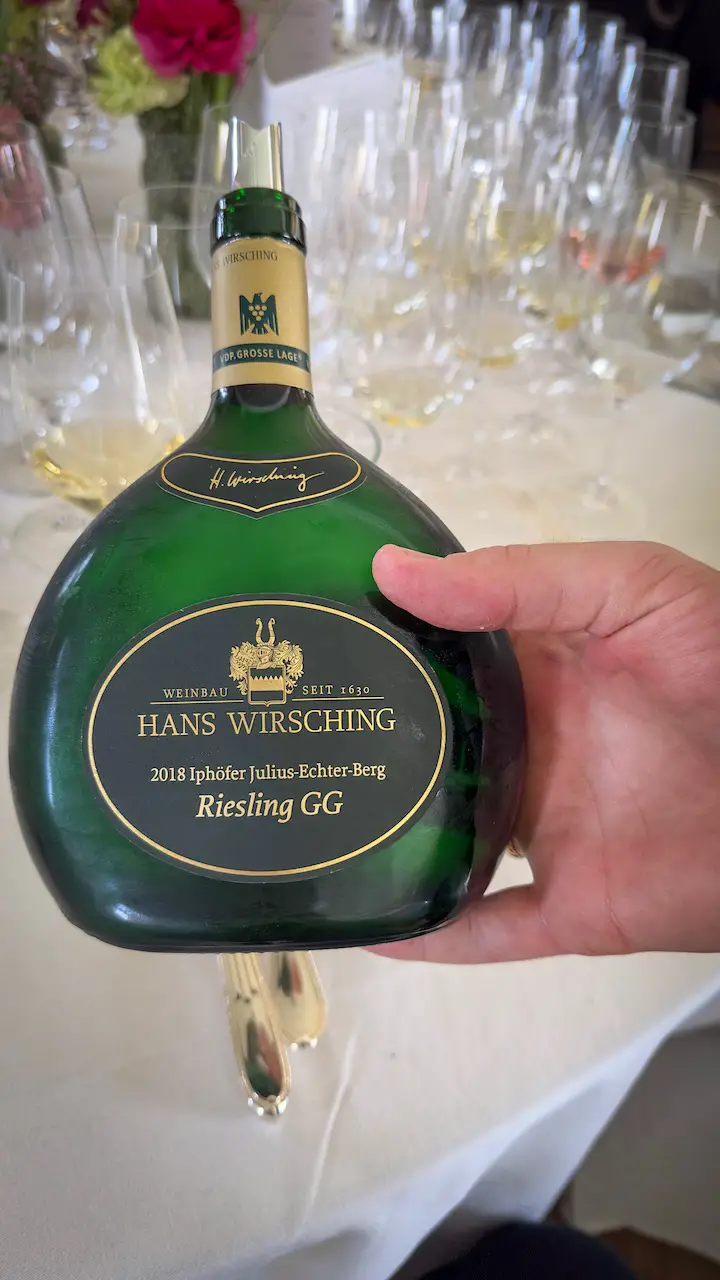 S WIRSCHING
VDP.GROSSE LAGE®
H. Wirsching
WEINBAU SEIT 1630
HANS WIRSCHING
2018 Iphöfer Julius-Echter-Berg
Riesling GG